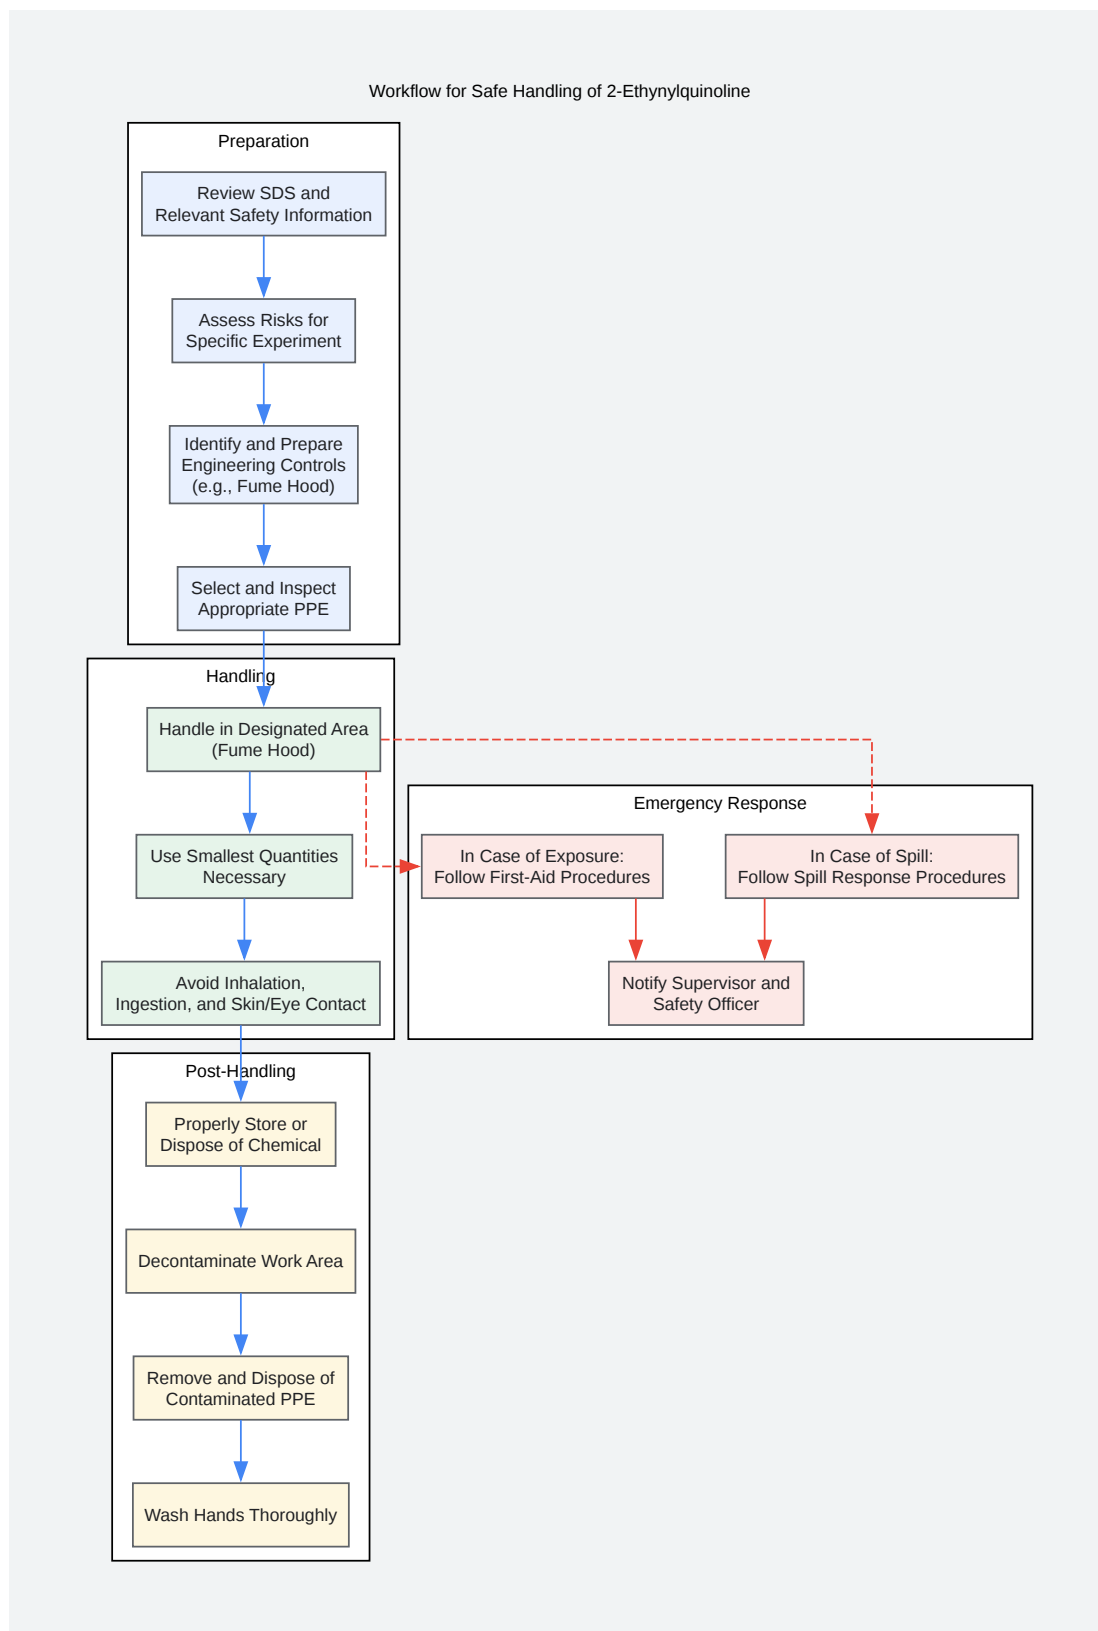 Workflow for Safe Handling of 2-Ethynylquinoline
Preparation
Review SDS and
Relevant Safety Information
Assess Risks for
Specific Experiment
Identify and Prepare
Engineering Controls
(e.g., Fume Hood)
Select and Inspect
Appropriate PPE
Handling
Handle in Designated Area
(Fume Hood)
Use Smallest Quantities
Necessary
Avoid Inhalation,
Ingestion, and Skin/Eye Contact
Emergency Response
In Case of Exposure:
Follow First-Aid Procedures
In Case of Spill:
Follow Spill Response Procedures
Notify Supervisor and
Safety Officer
Post-Handling
Properly Store or
Dispose of Chemical
Decontaminate Work Area
Remove and Dispose of
Contaminated PPE
Wash Hands Thoroughly